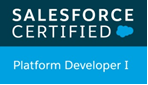 SALESFORCE
CERTIFIED
Platform Developer I